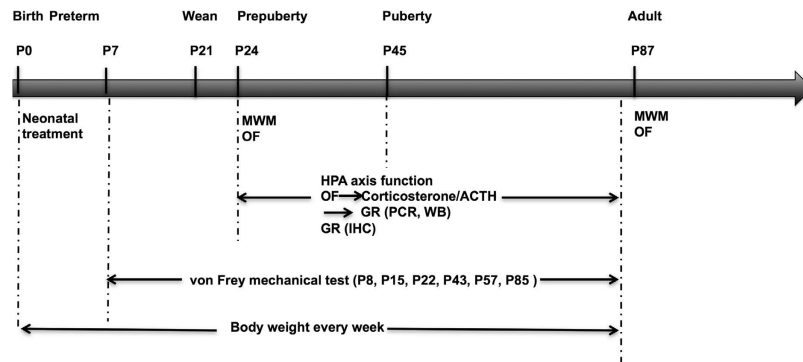 Birth Preterm Wean Prepuberty Puberty Adult
P0 P7 P21 P24 P45 P87
Neonatal
treatment
MWM
OF
MWM
OF
HPA axis function
OF → Corticosterone/ACTH
→ GR (PCR, WB)
GR (IHC)
von Frey mechanical test (P8, P15, P22, P43, P57, P85 )
Body weight every week